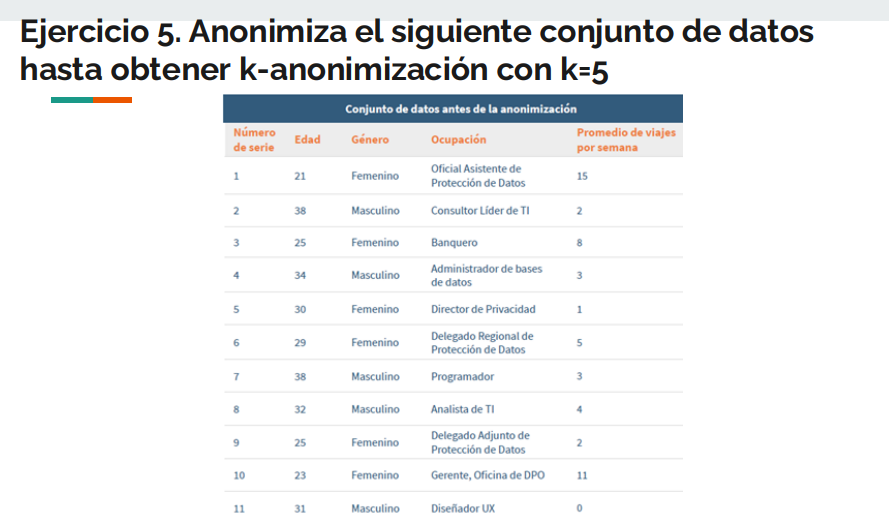 Ejercicio 5. Anonimiza el siguiente conjunto de datos
hasta obtener k-anonimización con k=5
Conjunto de datos antes de la anonimización
Número de serie Edad Género Ocupación Promedio de viajes por semana
1 21 Femenino Oficial Asistente de Protección de Datos 15
2 38 Masculino Consultor Líder de TI 2
3 25 Femenino Banquero 8
4 34 Masculino Administrador de bases de datos 3
5 30 Femenino Director de Privacidad 1
6 29 Femenino Delegado Regional de Protección de Datos 5
7 38 Masculino Programador 3
8 32 Masculino Analista de TI 4
9 25 Femenino Delegado Adjunto de Protección de Datos 2
10 23 Femenino Gerente, Oficina de DPO 11
11 31 Masculino Diseñador UX 0